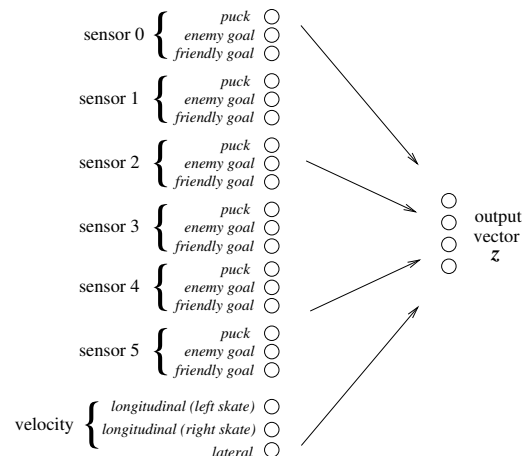 puck
sensor 0 { enemy goal
friendly goal
puck
sensor 1 { enemy goal
friendly goal
puck
sensor 2 { enemy goal
friendly goal
puck
sensor 3 { enemy goal
friendly goal
puck
sensor 4 { enemy goal
friendly goal
puck
sensor 5 { enemy goal
friendly goal
longitudinal (left skate)
velocity { longitudinal (right skate)
lateral
output
vector
z